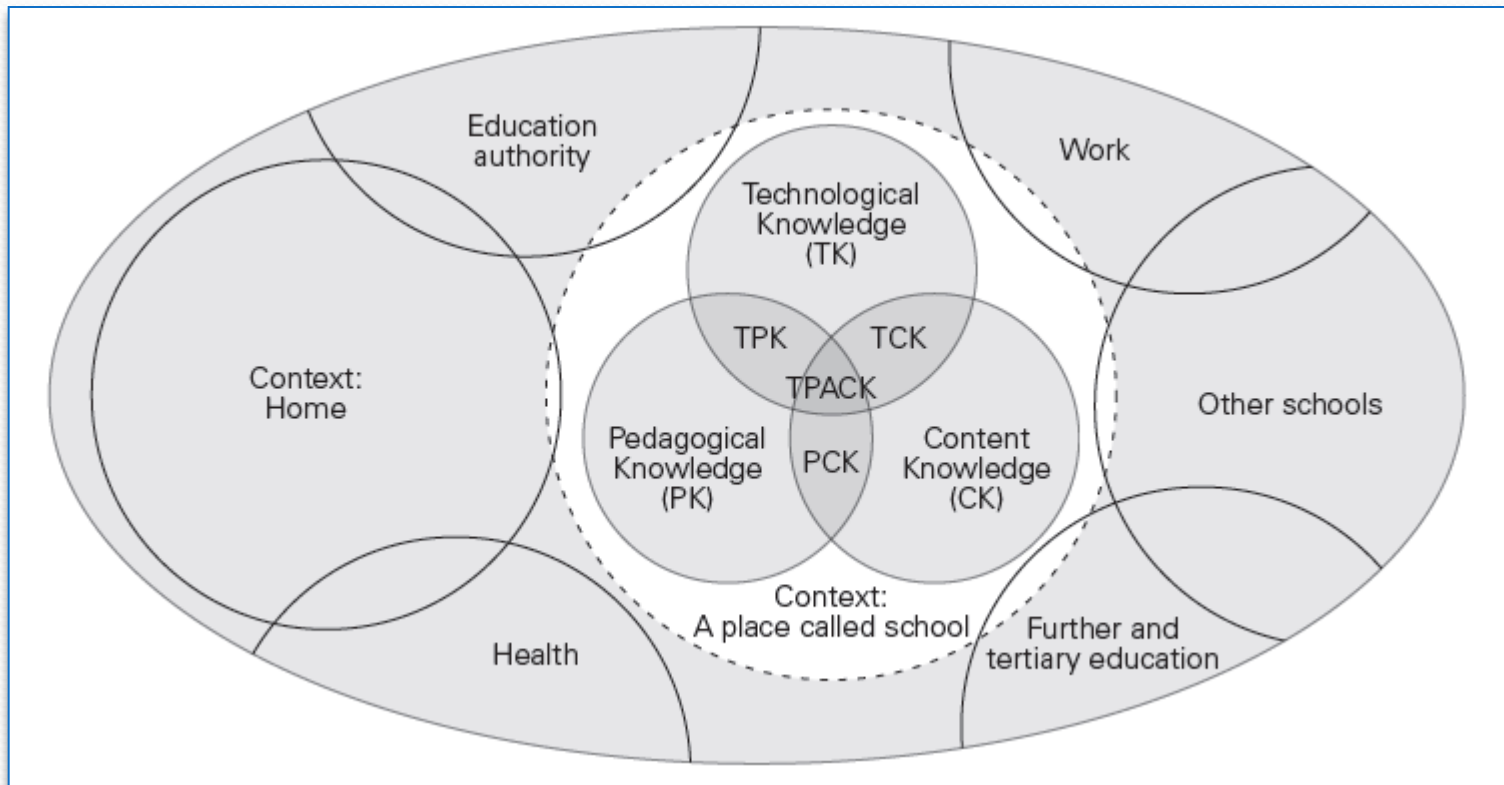 Education
authority
Work
Technological
Knowledge
(TK)
TPK
TCK
Context:
Home
TPACK
Other schools
Pedagogical
Knowledge
(PK)
PCK
Content
Knowledge
(CK)
Context:
A place called school
Health
Further and
tertiary education